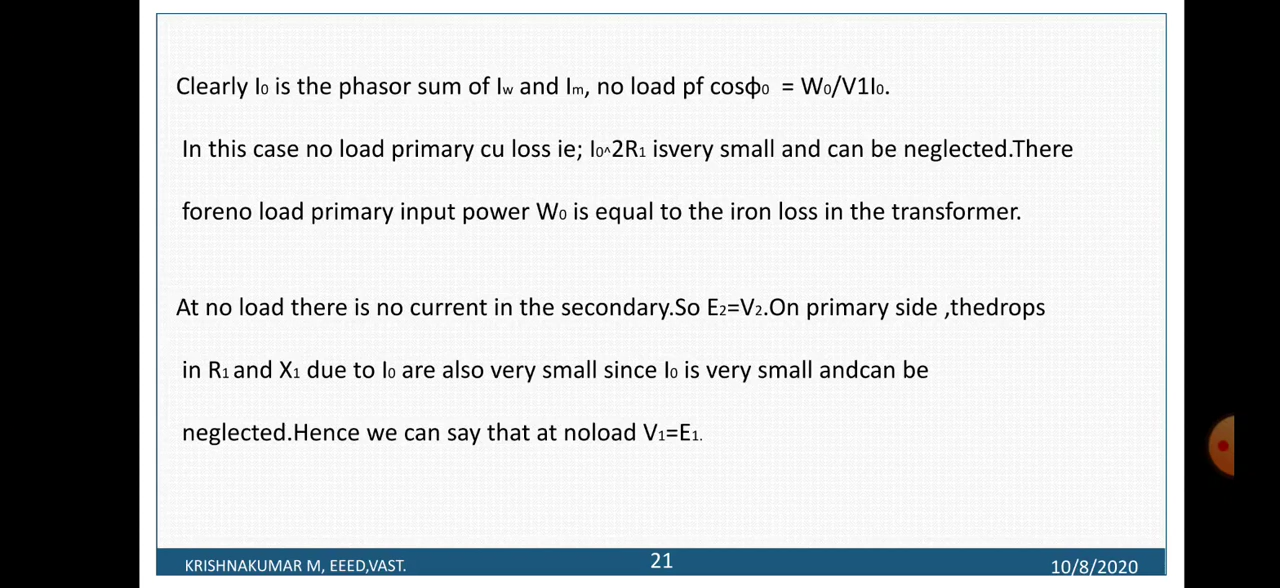 Clearly I₀ is the phasor sum of Iw and Im, no load pf cosɸ₀ = W₀/V1I₀.
In this case no load primary cu loss ie; I₀^2R₁ isvery small and can be neglected.There
foreno load primary input power W₀ is equal to the iron loss in the transformer.
At no load there is no current in the secondary.So E₂=V₂.On primary side ,thedrops
in R₁ and X₁ due to I₀ are also very small since I₀ is very small andcan be
neglected.Hence we can say that at noload V₁=E₁.
KRISHNAKUMAR M, EEED,VAST. 21 10/8/2020